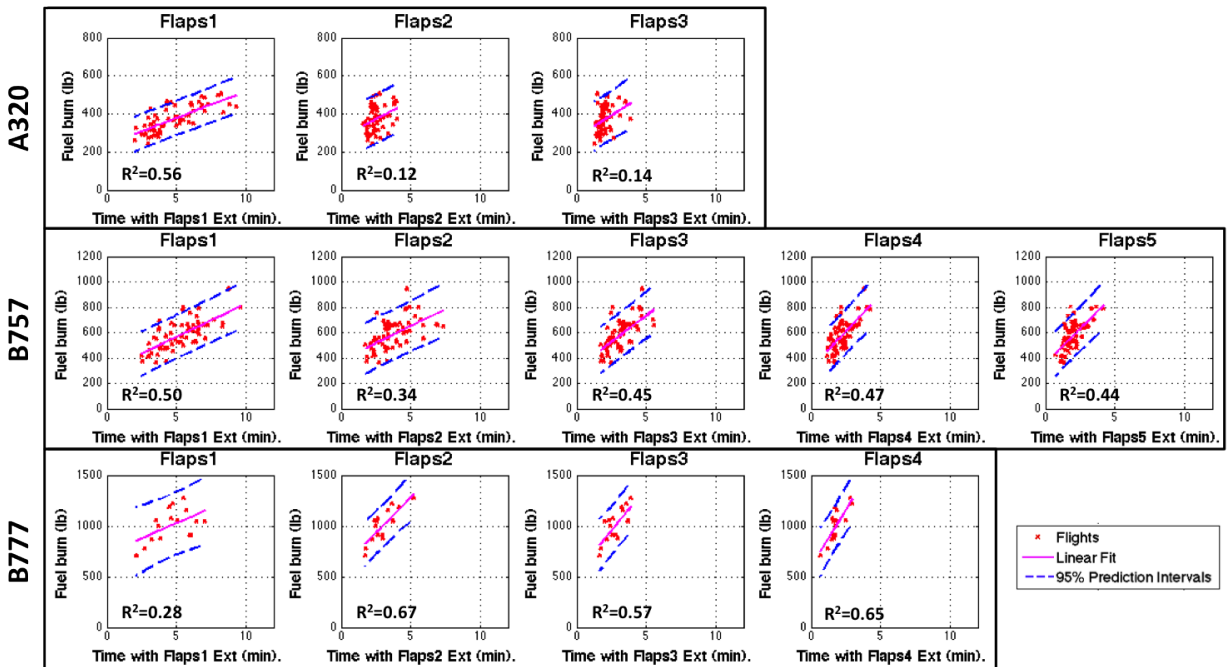 A320
Flaps1
Flaps2
Flaps3
Fuel burn (lb)
800
600
400
200
0
R²=0.56
0
5
10
Time with Flaps1 Ext (min).
Fuel burn (lb)
800
600
400
200
0
R²=0.12
0
5
10
Time with Flaps2 Ext (min).
Fuel burn (lb)
800
600
400
200
0
R²=0.14
0
5
10
Time with Flaps3 Ext (min).
B757
Flaps1
Flaps2
Flaps3
Flaps4
Flaps5
Fuel burn (lb)
1200
1000
800
600
400
200
0
R²=0.50
0
5
10
Time with Flaps1 Ext (min).
Fuel burn (lb)
1200
1000
800
600
400
200
0
R²=0.34
0
5
10
Time with Flaps2 Ext (min).
Fuel burn (lb)
1200
1000
800
600
400
200
0
R²=0.45
0
5
10
Time with Flaps3 Ext (min).
Fuel burn (lb)
1200
1000
800
600
400
200
0
R²=0.47
0
5
10
Time with Flaps4 Ext (min).
Fuel burn (lb)
1200
1000
800
600
400
200
0
R²=0.44
0
5
10
Time with Flaps5 Ext (min).
B777
Flaps1
Flaps2
Flaps3
Flaps4
Fuel burn (lb)
1500
1000
500
0
R²=0.28
0
5
10
Time with Flaps1 Ext (min).
Fuel burn (lb)
1500
1000
500
0
R²=0.67
0
5
10
Time with Flaps2 Ext (min).
Fuel burn (lb)
1500
1000
500
0
R²=0.57
0
5
10
Time with Flaps3 Ext (min).
Fuel burn (lb)
1500
1000
500
0
R²=0.65
0
5
10
Time with Flaps4 Ext (min).
Flights
Linear Fit
95% Prediction Intervals